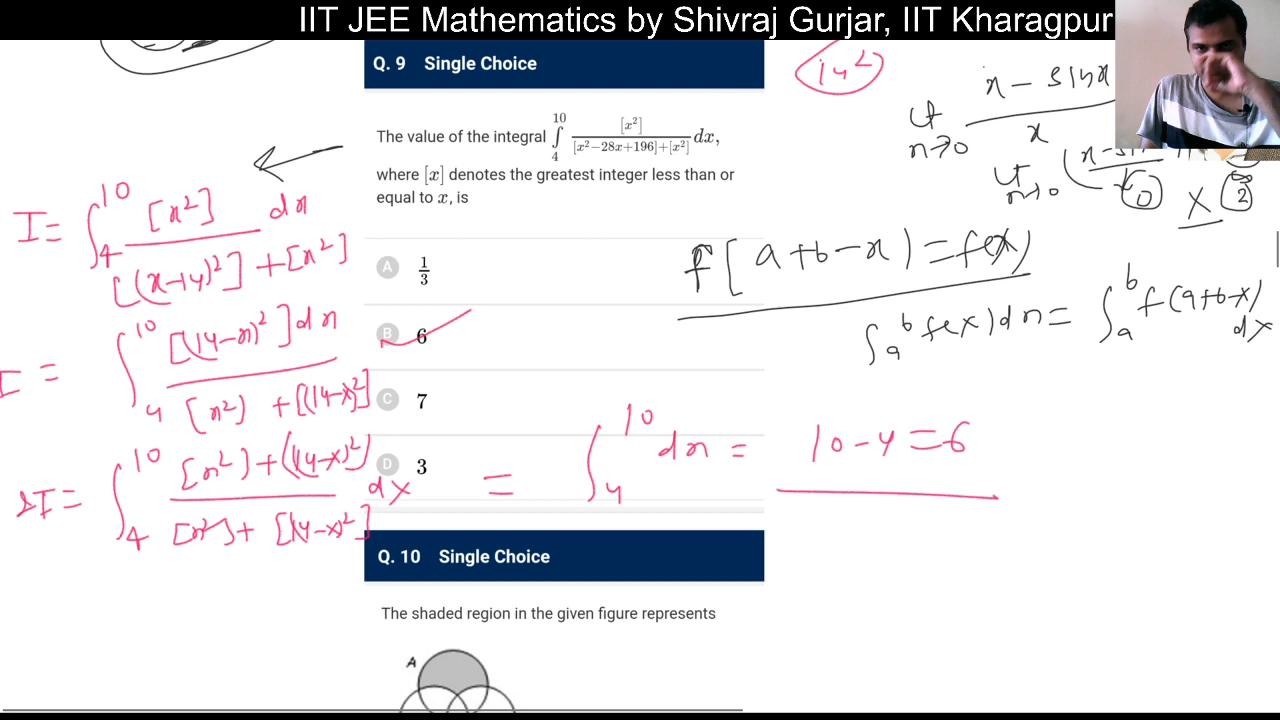 IIT JEE Mathematics by Shivraj Gurjar, IIT Kharagpur
Q. 9 Single Choice
The value of the integral ∫₄¹⁰ [x²]/([x²−28x+196]+[x²]) dx,
where [x] denotes the greatest integer less than or
equal to x, is
A 1/3
B 6
C 7
D 3
I = ∫₄¹⁰ [x²] / ([(x-14)²] + [x²]) dx
I = ∫₄¹⁰ [(14-x)²] dx / ([x²) + [(14-x)²]
2I = ∫₄¹⁰ [x²) + ((14-x)²) / [x²] + [(14-x)²] dx = ∫₄¹⁰ dx = 10-4=6
14²
lt x→0 x - sinx / x
f[a+b-x) = f(x)
∫ₐᵇ f(x)dx = ∫ₐᵇ f(a+b-x) dx
Q. 10 Single Choice
The shaded region in the given figure represents
A